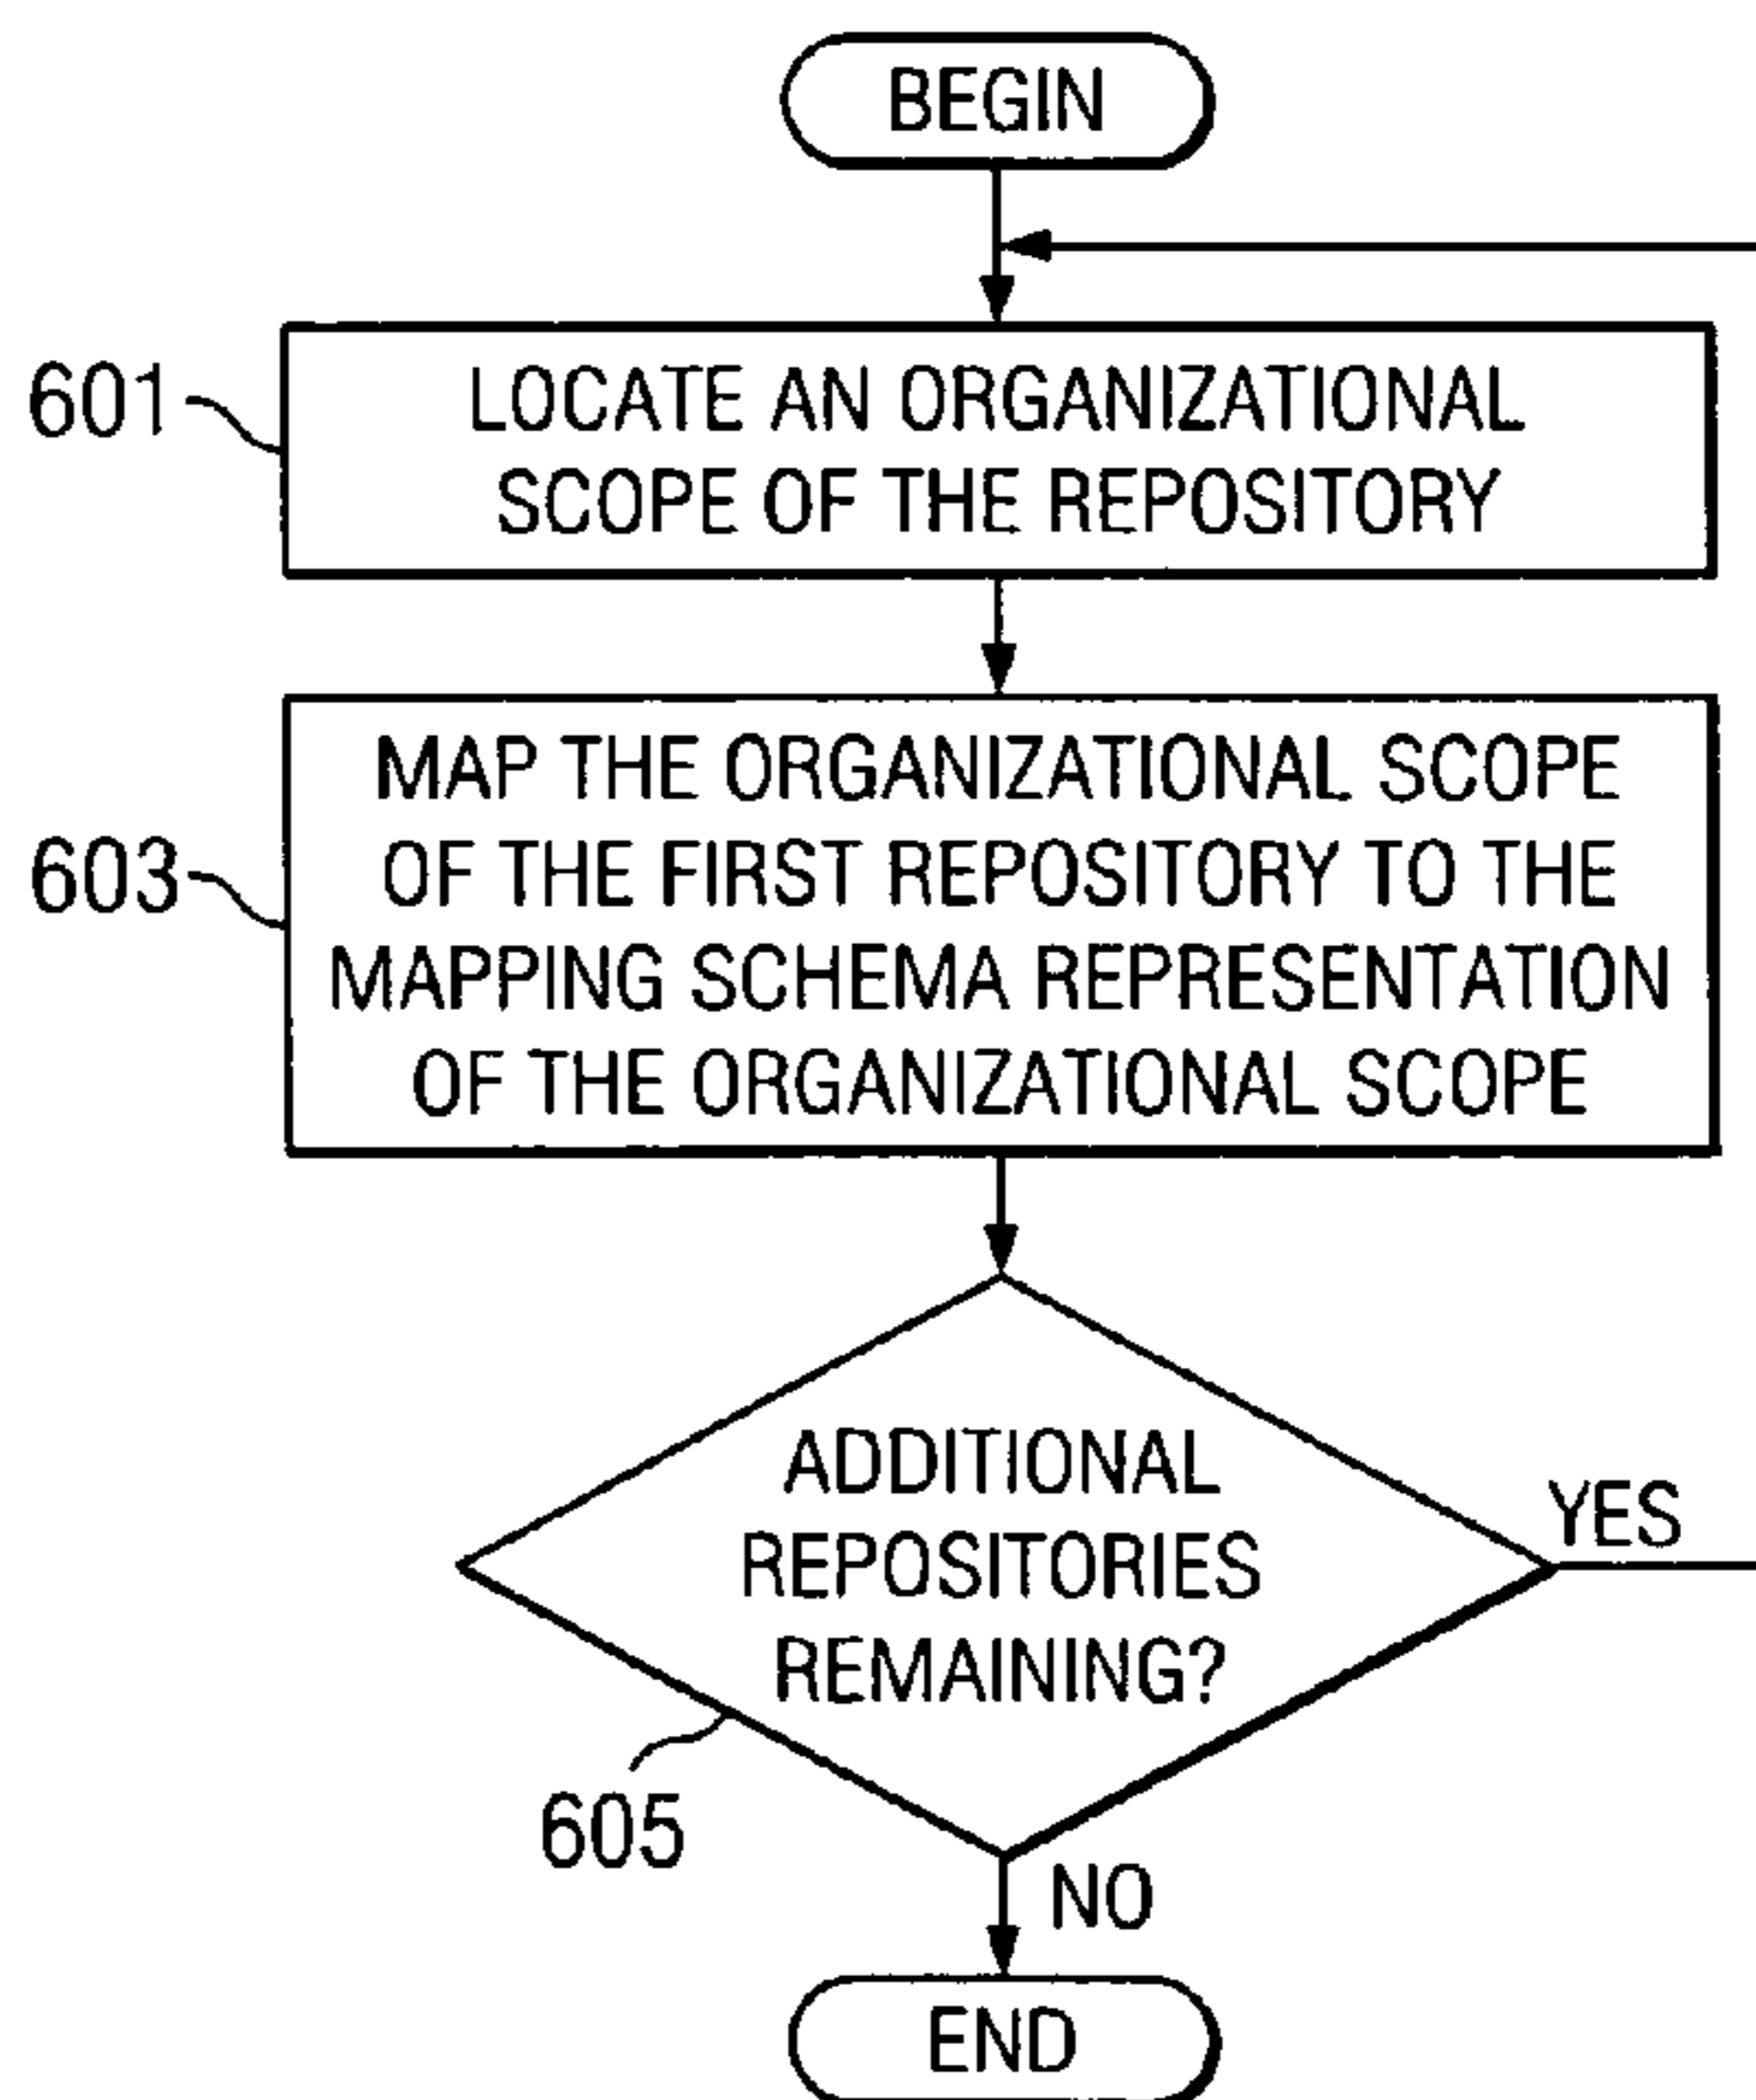 BEGIN
601
LOCATE AN ORGANIZATIONAL
SCOPE OF THE REPOSITORY
603
MAP THE ORGANIZATIONAL SCOPE
OF THE FIRST REPOSITORY TO THE
MAPPING SCHEMA REPRESENTATION
OF THE ORGANIZATIONAL SCOPE
ADDITIONAL
REPOSITORIES
REMAINING?
YES
605
NO
END